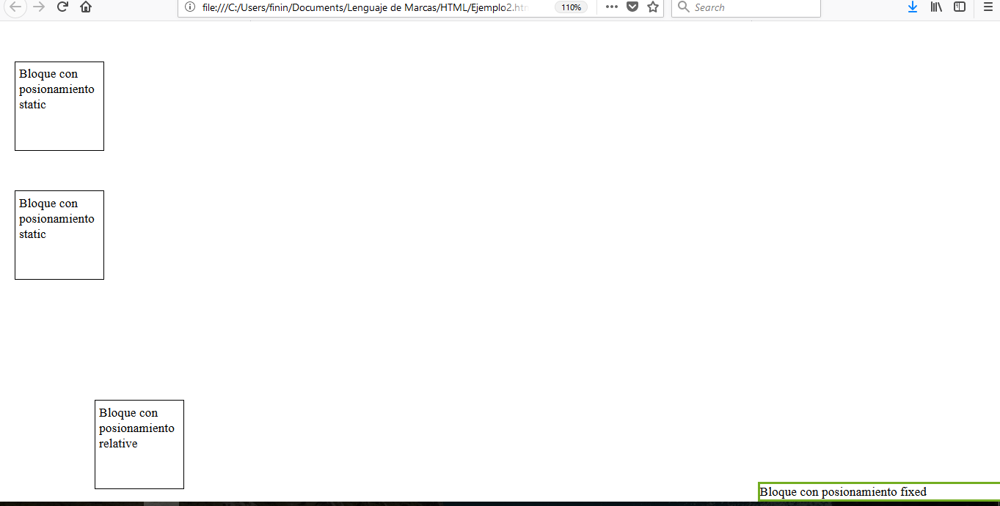 file:///C:/Users/finin/Documents/Lenguaje de Marcas/HTML/Ejemplo2.htm
110%
Search
Bloque con
posionamiento
static
Bloque con
posionamiento
static
Bloque con
posionamiento
relative
Bloque con posionamiento fixed